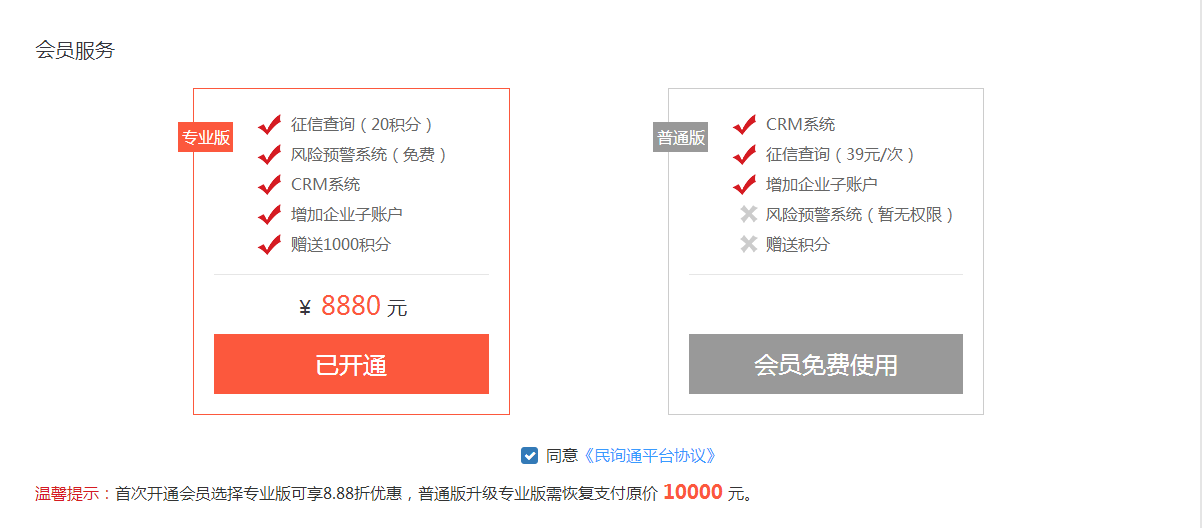 会员服务
专业版
征信查询（20积分）
风险预警系统（免费）
CRM系统
增加企业子账户
赠送1000积分
¥ 8880 元
已开通
普通版
CRM系统
征信查询（39元/次）
增加企业子账户
风险预警系统（暂无权限）
赠送积分
会员免费使用
同意《民询通平台协议》
温馨提示：首次开通会员选择专业版可享8.88折优惠，普通版升级专业版需恢复支付原价 10000 元。